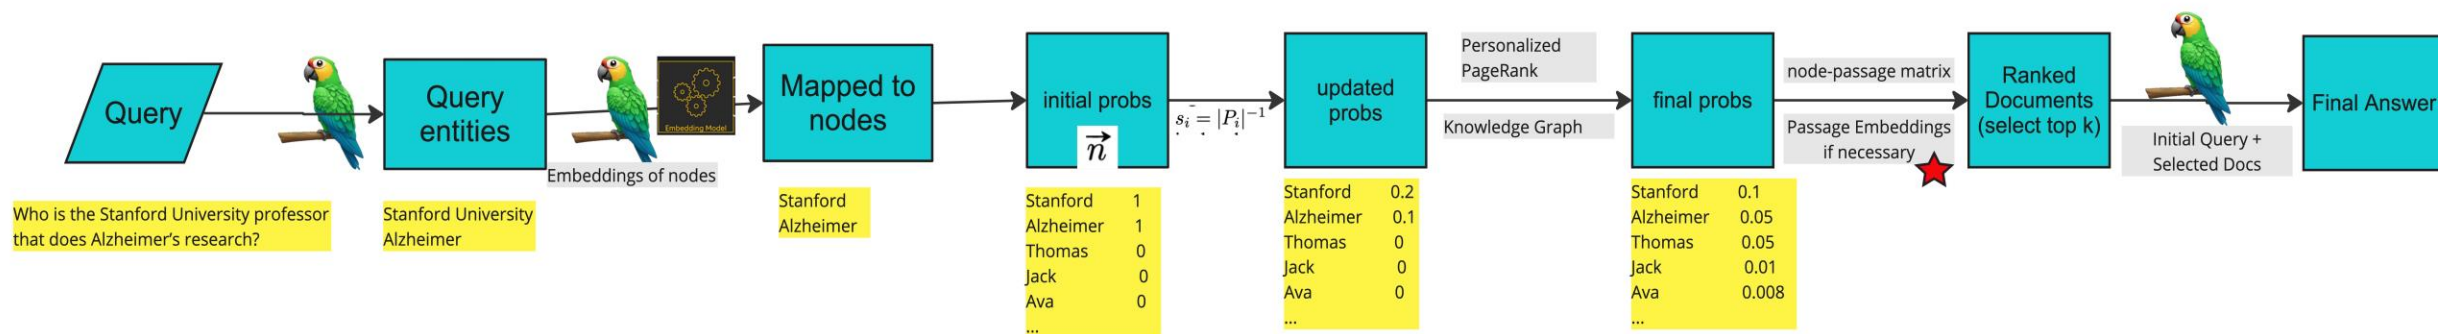 Query
Who is the Stanford University professor
that does Alzheimer's research?
Query
entities
Stanford University
Alzheimer
Embedding Model
Embeddings of nodes
Mapped to
nodes
Stanford
Alzheimer
initial probs
n
Stanford 1
Alzheimer 1
Thomas 0
Jack 0
Ava 0
...
s_i = |P_i|^{-1}
updated
probs
Stanford 0.2
Alzheimer 0.1
Thomas 0
Jack 0
Ava 0
...
Personalized
PageRank
Knowledge Graph
final probs
Stanford 0.1
Alzheimer 0.05
Thomas 0.05
Jack 0.01
Ava 0.008
...
node-passage matrix
Passage Embeddings
if necessary
Ranked
Documents
(select top k)
Initial Query +
Selected Docs
Final Answer